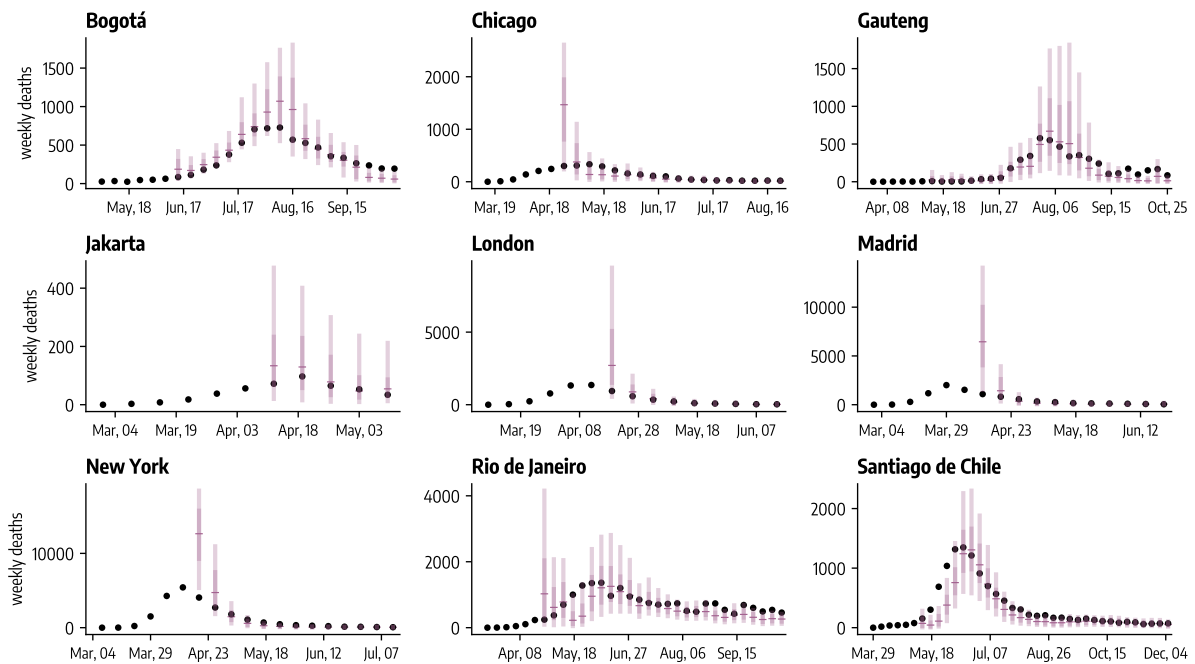 Bogotá
weekly deaths
1500
1000
500
0
May, 18 Jun, 17 Jul, 17 Aug, 16 Sep, 15
Chicago
2000
1000
0
Mar, 19 Apr, 18 May, 18 Jun, 17 Jul, 17 Aug, 16
Gauteng
1500
1000
500
0
Apr, 08 May, 18 Jun, 27 Aug, 06 Sep, 15 Oct, 25
Jakarta
weekly deaths
400
200
0
Mar, 04 Mar, 19 Apr, 03 Apr, 18 May, 03
London
5000
0
Mar, 19 Apr, 08 Apr, 28 May, 18 Jun, 07
Madrid
10000
5000
0
Mar, 04 Mar, 29 Apr, 23 May, 18 Jun, 12
New York
weekly deaths
10000
0
Mar, 04 Mar, 29 Apr, 23 May, 18 Jun, 12 Jul, 07
Rio de Janeiro
4000
2000
0
Apr, 08 May, 18 Jun, 27 Aug, 06 Sep, 15
Santiago de Chile
2000
1000
0
Mar, 29 May, 18 Jul, 07 Aug, 26 Oct, 15 Dec, 04